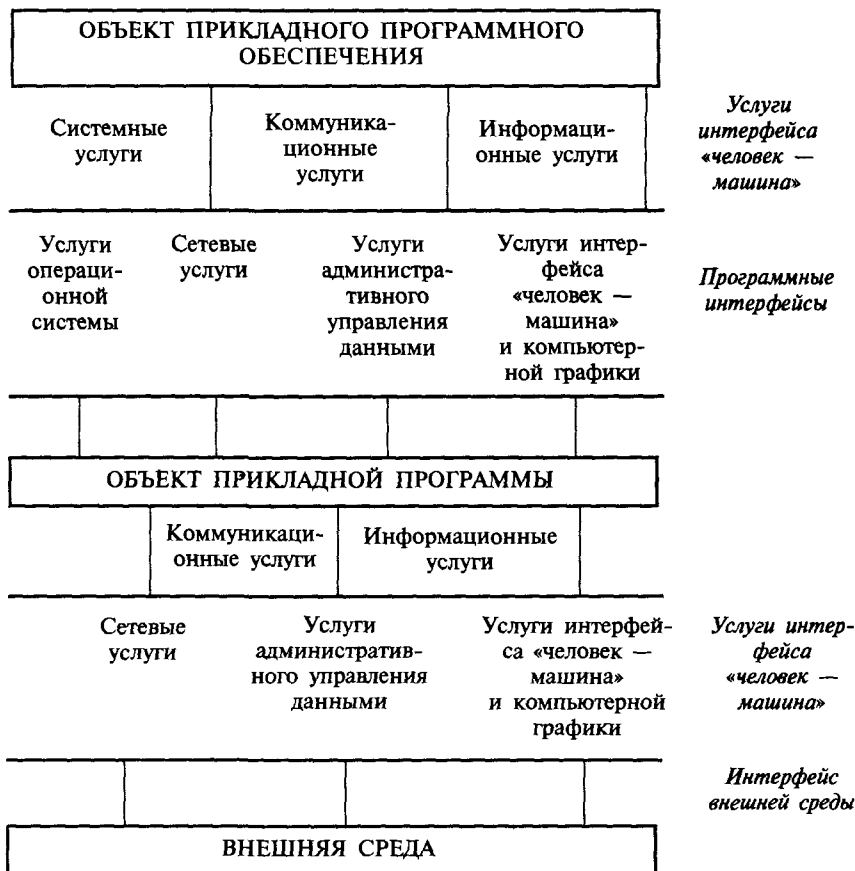 ОБЪЕКТ ПРИКЛАДНОГО ПРОГРАММНОГО
ОБЕСПЕЧЕНИЯ
Системные
услуги
Коммуника-
ционные
услуги
Информаци-
онные услуги
Услуги
интерфейса
«человек —
машина»
Услуги
операци-
онной
системы
Сетевые
услуги
Услуги
администра-
тивного
управления
данными
Услуги интер-
фейса
«человек —
машина»
и компьютер-
ной графики
Программные
интерфейсы
ОБЪЕКТ ПРИКЛАДНОЙ ПРОГРАММЫ
Коммуникаци-
онные услуги
Информационные
услуги
Сетевые
услуги
Услуги
административ-
ного управления
данными
Услуги интерфей-
са «человек —
машина»
и компьютерной
графики
Услуги интер-
фейса
«человек —
машина»
Интерфейс
внешней среды
ВНЕШНЯЯ СРЕДА